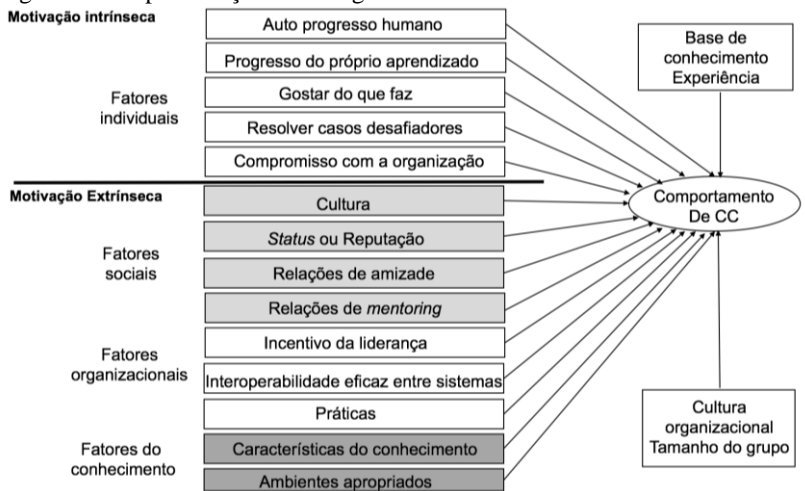 Motivação intrínseca
Auto progresso humano
Progresso do próprio aprendizado
Fatores
individuais
Gostar do que faz
Resolver casos desafiadores
Compromisso com a organização
Motivação Extrínseca
Cultura
Status ou Reputação
Fatores
sociais
Relações de amizade
Relações de mentoring
Incentivo da liderança
Fatores
organizacionais
Interoperabilidade eficaz entre sistemas
Práticas
Fatores do
conhecimento
Características do conhecimento
Ambientes apropriados
Base de
conhecimento
Experiência
Comportamento
De CC
Cultura
organizacional
Tamanho do grupo